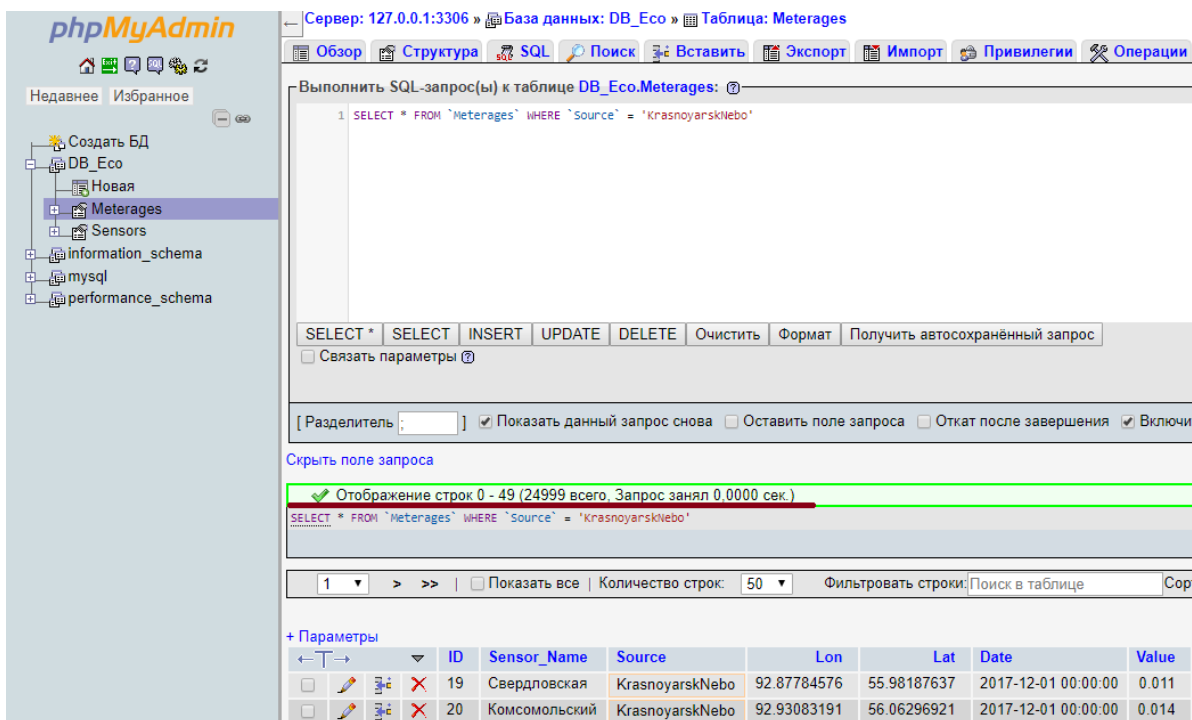 phpMyAdmin
Недавнее Избранное
Создать БД
DB_Eco
Новая
Meterages
Sensors
information_schema
mysql
performance_schema
← Сервер: 127.0.0.1:3306 » База данных: DB_Eco » Таблица: Meterages
Обзор Структура SQL Поиск Вставить Экспорт Импорт Привилегии Операции
Выполнить SQL-запрос(ы) к таблице DB_Eco.Meterages:
1 SELECT * FROM `Meterages` WHERE `Source` = 'KrasnoyarskNebo'
SELECT * SELECT INSERT UPDATE DELETE Очистить Формат Получить автосохранённый запрос
Связать параметры
[ Разделитель ; ] Показать данный запрос снова Оставить поле запроса Откат после завершения Включи
Скрыть поле запроса
Отображение строк 0 - 49 (24999 всего, Запрос занял 0,0000 сек.)
SELECT * FROM `Meterages` WHERE `Source` = 'KrasnoyarskNebo'
1 > >> | Показать все | Количество строк: 50 Фильтровать строки: Поиск в таблице Сор
+ Параметры
←T→ ID Sensor_Name Source Lon Lat Date Value
19 Свердловская KrasnoyarskNebo 92.87784576 55.98187637 2017-12-01 00:00:00 0.011
20 Комсомольский KrasnoyarskNebo 92.93083191 56.06296921 2017-12-01 00:00:00 0.014